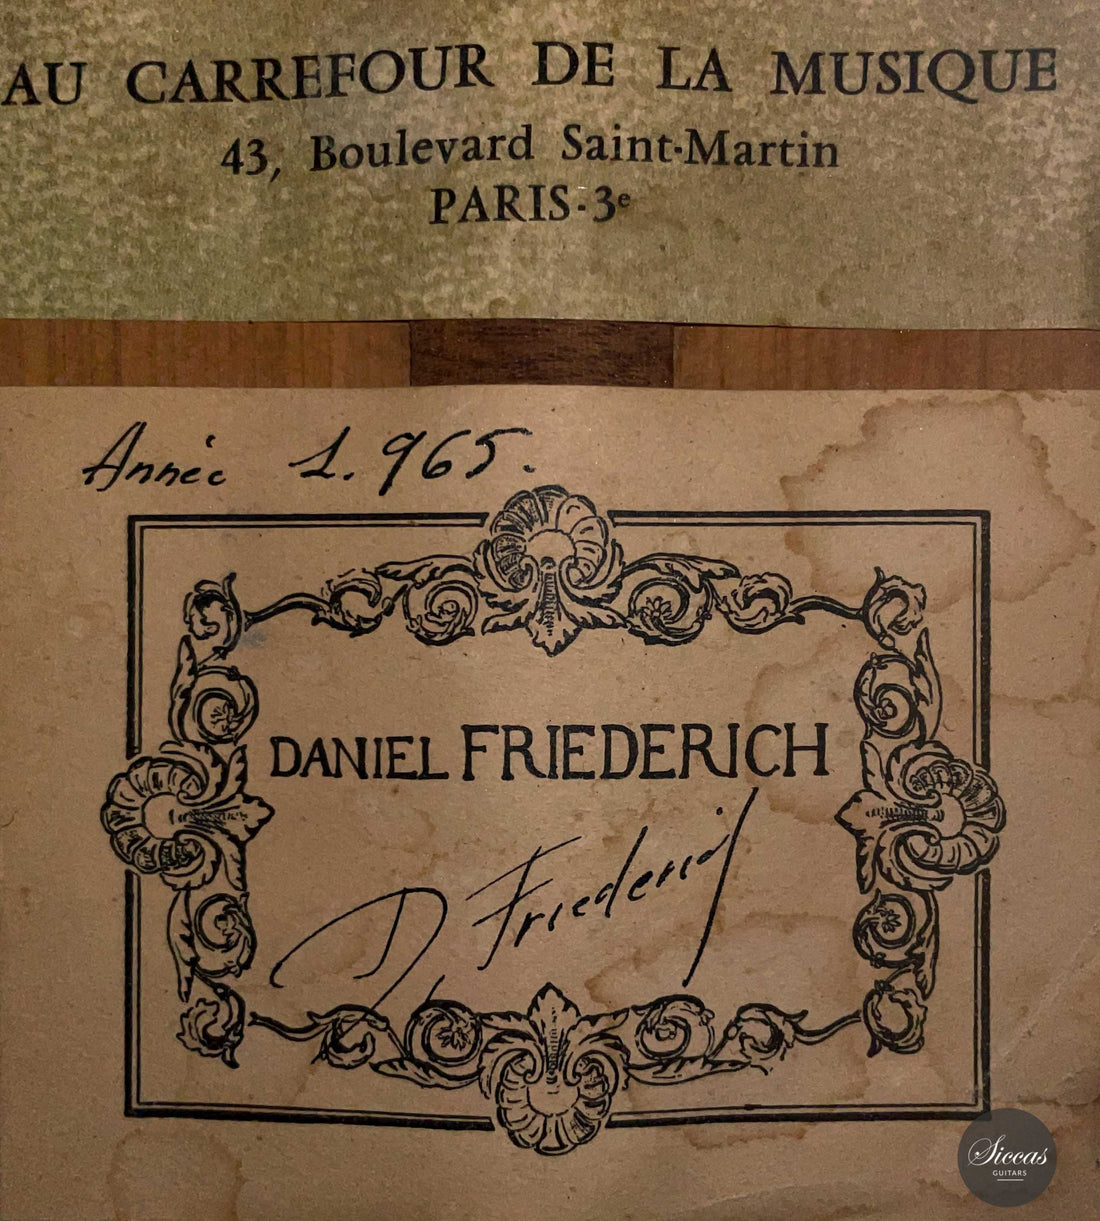 AU CARREFOUR DE LA MUSIQUE
43, Boulevard Saint-Martin
PARIS-3e
Année 1.965.
DANIEL FRIEDERICH
D Friederich
Siccas
GUITARS